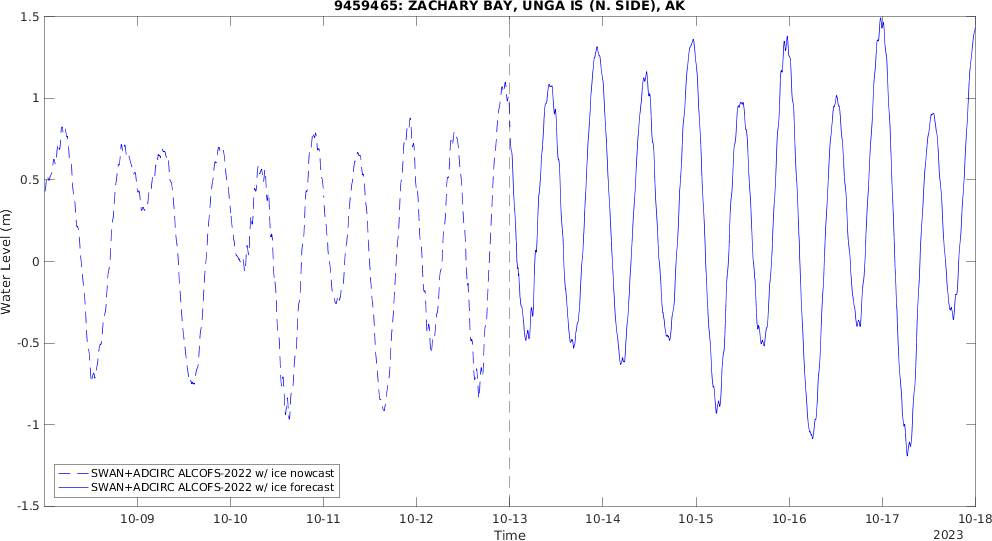 9459465: ZACHARY BAY, UNGA IS (N. SIDE), AK
1.5
1
0.5
0
-0.5
-1
-1.5
Water Level (m)
SWAN+ADCIRC ALCOFS-2022 w/ ice nowcast
SWAN+ADCIRC ALCOFS-2022 w/ ice forecast
10-09 10-10 10-11 10-12 10-13 10-14 10-15 10-16 10-17 10-18
Time
2023